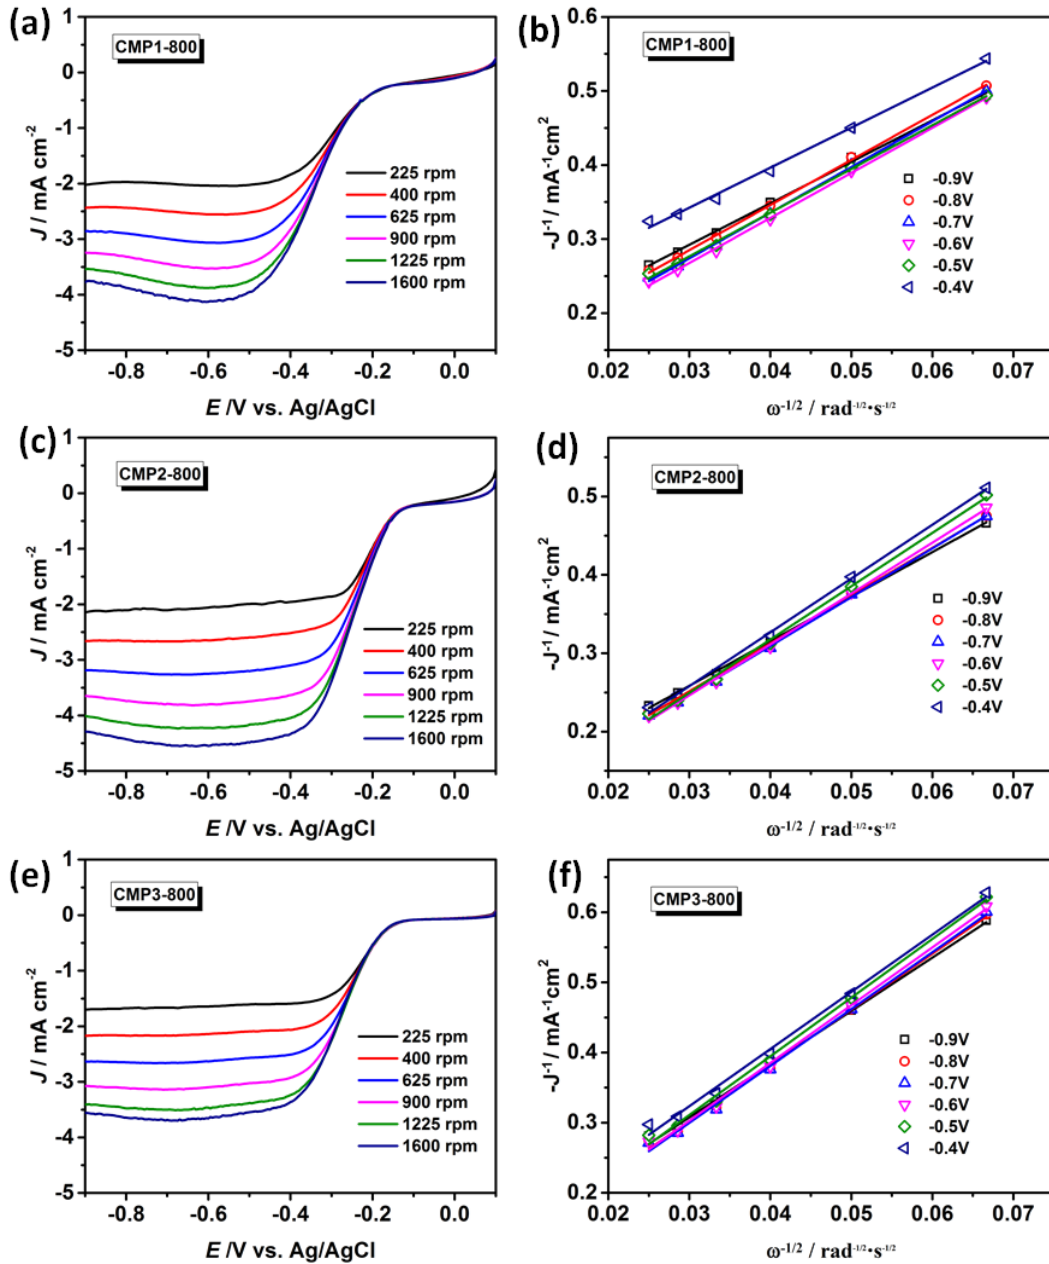 (a)
CMP1-800
1
0
-1
-2
-3
-4
-5
J / mA cm⁻²
225 rpm
400 rpm
625 rpm
900 rpm
1225 rpm
1600 rpm
-0.8 -0.6 -0.4 -0.2 0.0
E /V vs. Ag/AgCl
(b)
CMP1-800
0.6
0.5
0.4
0.3
0.2
-J⁻¹ / mA⁻¹cm²
-0.9V
-0.8V
-0.7V
-0.6V
-0.5V
-0.4V
0.02 0.03 0.04 0.05 0.06 0.07
ω⁻¹/² / rad⁻¹/²·s⁻¹/²
(c)
CMP2-800
1
0
-1
-2
-3
-4
-5
J / mA cm⁻²
225 rpm
400 rpm
625 rpm
900 rpm
1225 rpm
1600 rpm
-0.8 -0.6 -0.4 -0.2 0.0
E /V vs. Ag/AgCl
(d)
CMP2-800
0.5
0.4
0.3
0.2
-J⁻¹ / mA⁻¹cm²
-0.9V
-0.8V
-0.7V
-0.6V
-0.5V
-0.4V
0.02 0.03 0.04 0.05 0.06 0.07
ω⁻¹/² / rad⁻¹/²·s⁻¹/²
(e)
CMP3-800
1
0
-1
-2
-3
-4
-5
J / mA cm⁻²
225 rpm
400 rpm
625 rpm
900 rpm
1225 rpm
1600 rpm
-0.8 -0.6 -0.4 -0.2 0.0
E /V vs. Ag/AgCl
(f)
CMP3-800
0.6
0.5
0.4
0.3
0.2
-J⁻¹ / mA⁻¹cm²
-0.9V
-0.8V
-0.7V
-0.6V
-0.5V
-0.4V
0.02 0.03 0.04 0.05 0.06 0.07
ω⁻¹/² / rad⁻¹/²·s⁻¹/²